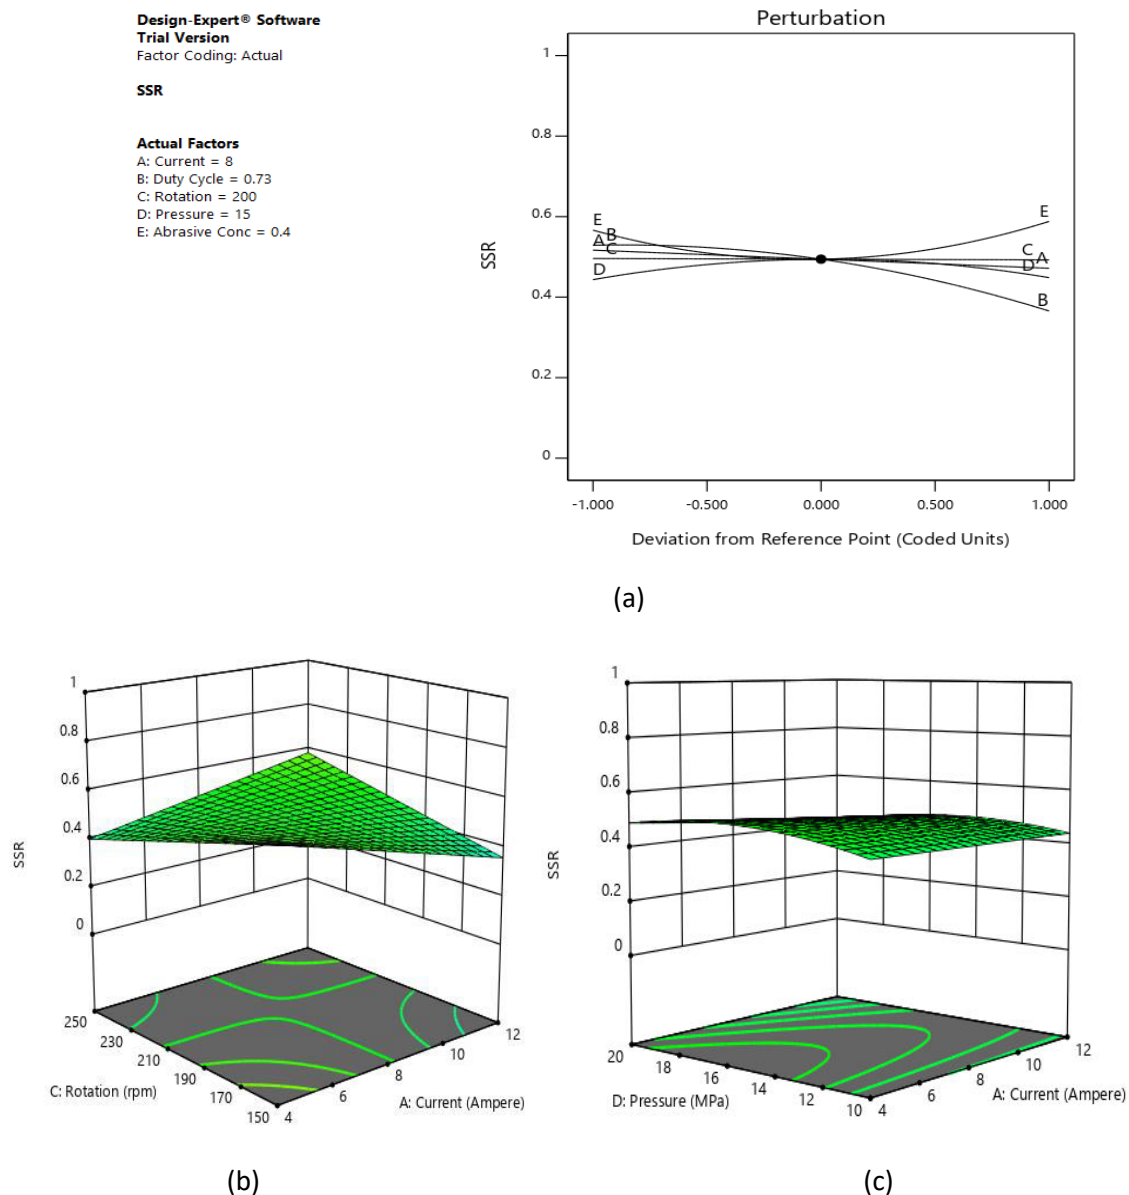 Design-Expert® Software
Trial Version
Factor Coding: Actual
SSR
Actual Factors
A: Current = 8
B: Duty Cycle = 0.73
C: Rotation = 200
D: Pressure = 15
E: Abrasive Conc = 0.4
Perturbation
1
0.8
0.6
0.4
0.2
0
SSR
E
B
A
C
D
E
C
A
D
B
-1.000
-0.500
0.000
0.500
1.000
Deviation from Reference Point (Coded Units)
(a)
1
0.8
0.6
0.4
0.2
0
SSR
250
230
210
190
170
150
C: Rotation (rpm)
4
6
8
10
12
A: Current (Ampere)
(b)
1
0.8
0.6
0.4
0.2
0
SSR
20
18
16
14
12
10
D: Pressure (MPa)
4
6
8
10
12
A: Current (Ampere)
(c)